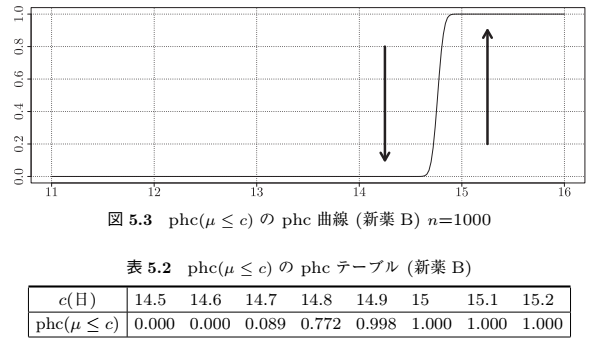 1.0
0.8
0.6
0.4
0.2
0.0
11 12 13 14 15 16
図 5.3 phc(μ ≤ c) の phc 曲線 (新薬 B) n=1000
表 5.2 phc(μ ≤ c) の phc テーブル (新薬 B)
c(日) 14.5 14.6 14.7 14.8 14.9 15 15.1 15.2
phc(μ ≤ c) 0.000 0.000 0.089 0.772 0.998 1.000 1.000 1.000